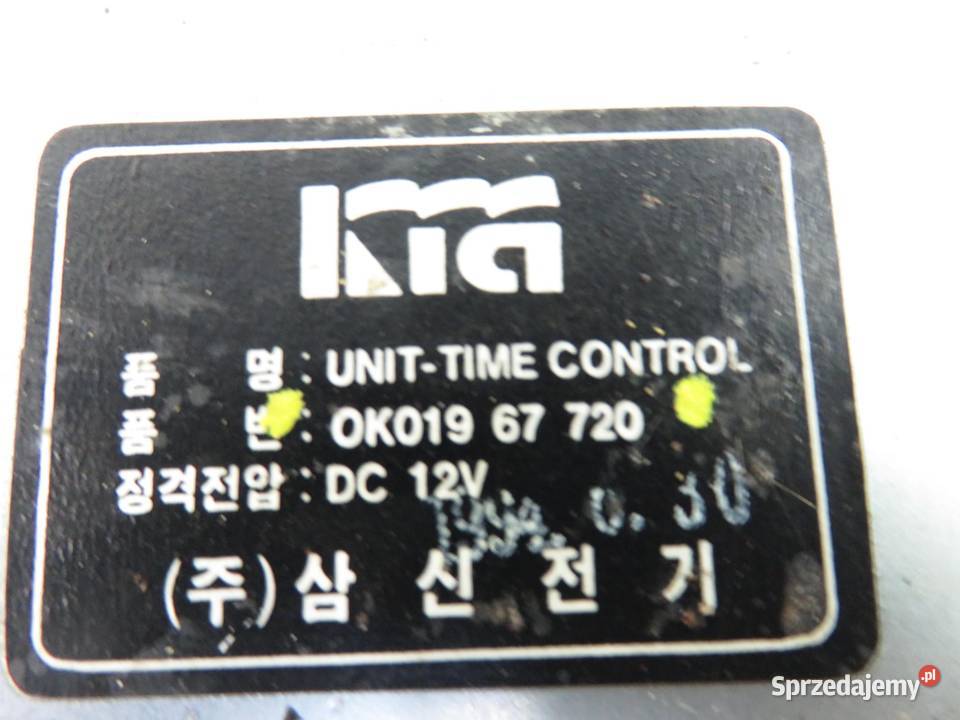 KIA
품 명 : UNIT-TIME CONTROL
품 번 : OK019 67 720
정격전압 : DC 12V
30
(주) 삼 신 전 기
Sprzedajemy.pl